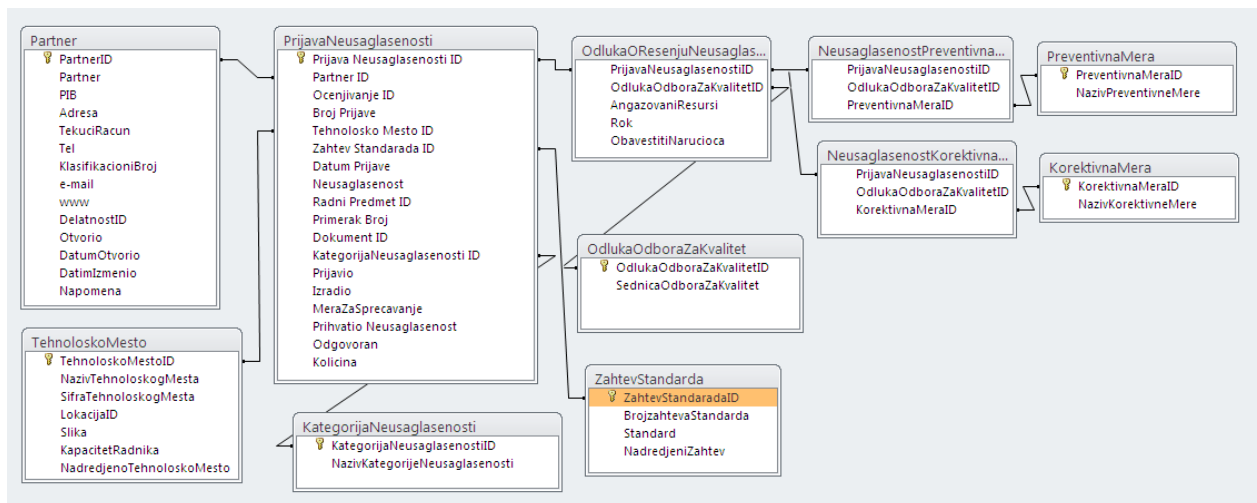 Partner
PartnerID
Partner
PIB
Adresa
TekuciRacun
Tel
KlasifikacioniBroj
e-mail
www
DelatnostID
Otvorio
DatumOtvorio
DatimIzmenio
Napomena
TehnoloskoMesto
TehnoloskoMestoID
NazivTehnoloskogMesta
SifraTehnoloskogMesta
LokacijaID
Slika
KapacitetRadnika
NadredjenoTehnoloskoMesto
PrijavaNeusaglasenosti
Prijava Neusaglasenosti ID
Partner ID
Ocenjivanje ID
Broj Prijave
Tehnolosko Mesto ID
Zahtev Standarada ID
Datum Prijave
Neusaglasenost
Radni Predmet ID
Primerak Broj
Dokument ID
KategorijaNeusaglasenosti ID
Prijavio
Izradio
MeraZaSprecavanje
Prihvatio Neusaglasenost
Odgovoran
Kolicina
KategorijaNeusaglasenosti
KategorijaNeusaglasenostiID
NazivKategorijeNeusaglasenosti
OdlukaOResenjuNeusaglas...
PrijavaNeusaglasenostiID
OdlukaOdboraZaKvalitetID
AngazovaniResursi
Rok
ObavestitiNarucioca
OdlukaOdboraZaKvalitet
OdlukaOdboraZaKvalitetID
SednicaOdboraZaKvalitet
ZahtevStandarda
ZahtevStandaradaID
BrojzahtevaStandarda
Standard
NadredjeniZahtev
NeusaglasenostPreventivna...
PrijavaNeusaglasenostiID
OdlukaOdboraZaKvalitetID
PreventivnaMeraID
NeusaglasenostKorektivna...
PrijavaNeusaglasenostiID
OdlukaOdboraZaKvalitetID
KorektivnaMeraID
PreventivnaMera
PreventivnaMeraID
NazivPreventivneMere
KorektivnaMera
KorektivnaMeraID
NazivKorektivneMere